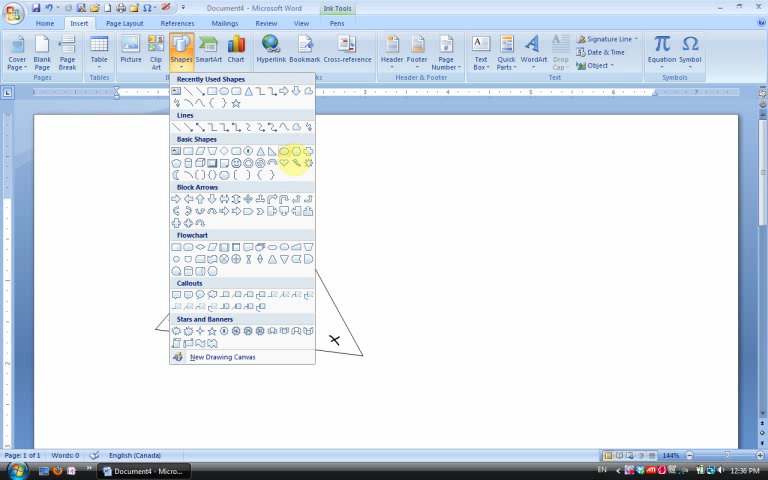 Document4 - Microsoft Word
Ink Tools
Home Insert Page Layout References Mailings Review View Pens
Cover Page Blank Page Page Break
Table
Picture Clip Art Shapes SmartArt Chart
Hyperlink Bookmark Cross-reference
Header Footer Page Number
Text Box Quick Parts WordArt Drop Cap
Signature Line
Date & Time
Object
Equation Symbol
Pages Tables Header & Footer Text Symbols
Recently Used Shapes
Lines
Basic Shapes
Block Arrows
Flowchart
Callouts
Stars and Banners
New Drawing Canvas
x
Page: 1 of 1 Words: 0 English (Canada) 144%
Document4 - Micro... EN 12:36 PM